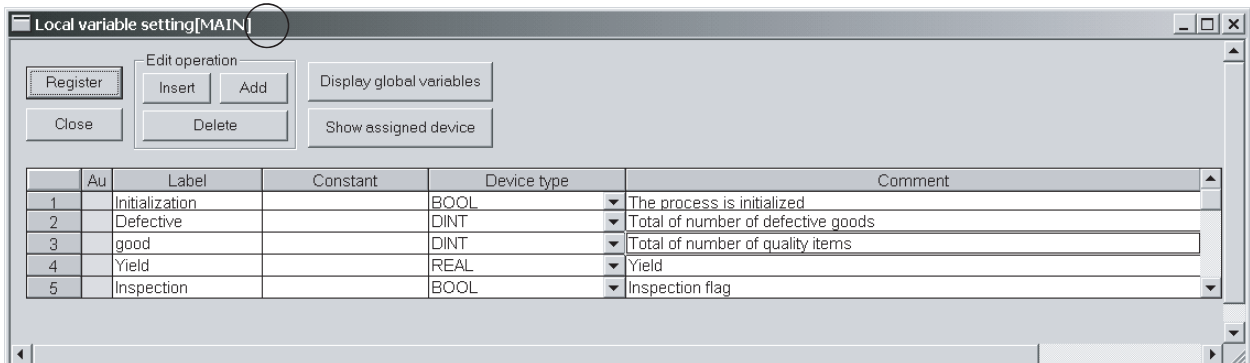 Local variable setting[MAIN]
Edit operation
Register Insert Add Display global variables
Close Delete Show assigned device
Au Label Constant Device type Comment
1 Initialization BOOL The process is initialized
2 Defective DINT Total of number of defective goods
3 good DINT Total of number of quality items
4 Yield REAL Yield
5 Inspection BOOL Inspection flag